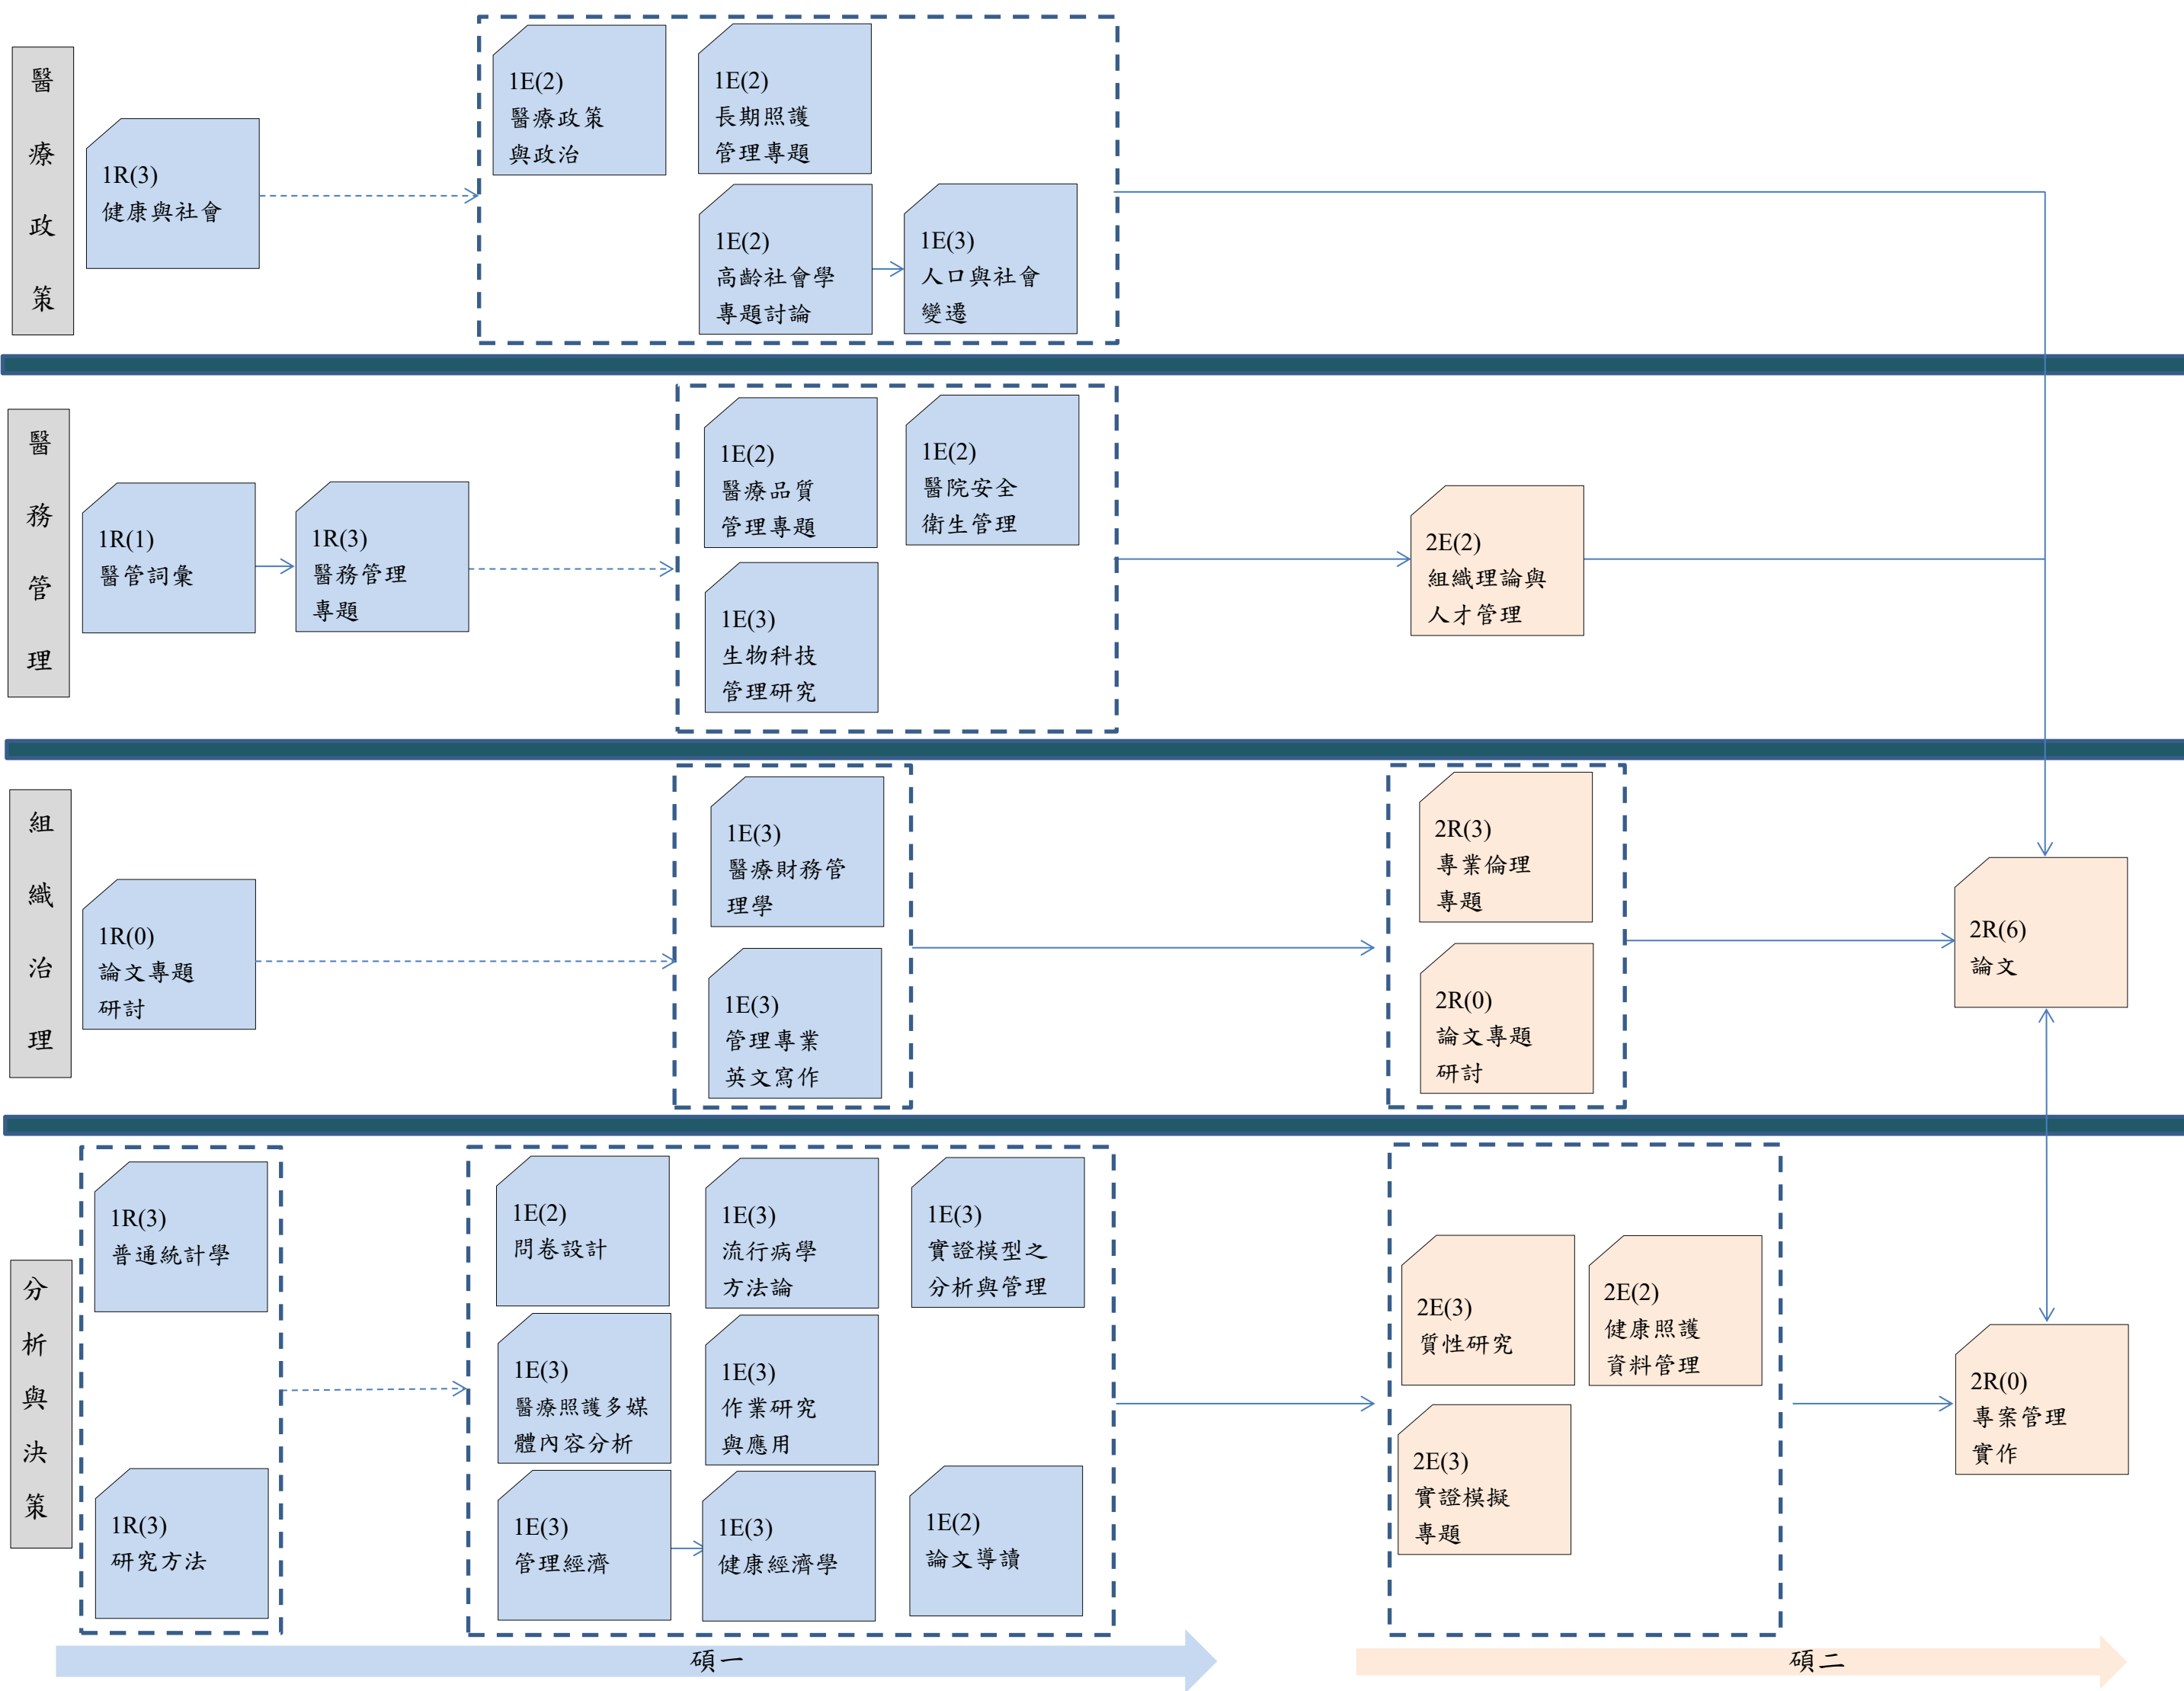 醫
療
政
策
1R(3)
健康與社會
1E(2)
醫療政策
與政治
1E(2)
長期照護
管理專題
1E(2)
高齡社會學
專題討論
1E(3)
人口與社會
變遷
醫
務
管
理
1R(1)
醫管詞彙
1R(3)
醫務管理
專題
1E(2)
醫療品質
管理專題
1E(2)
醫院安全
衛生管理
1E(3)
生物科技
管理研究
2E(2)
組織理論與
人才管理
組
織
治
理
1R(0)
論文專題
研討
1E(3)
醫療財務管
理學
1E(3)
管理專業
英文寫作
2R(3)
專業倫理
專題
2R(0)
論文專題
研討
2R(6)
論文
分
析
與
決
策
1R(3)
普通統計學
1R(3)
研究方法
1E(2)
問卷設計
1E(3)
流行病學
方法論
1E(3)
實證模型之
分析與管理
1E(3)
醫療照護多媒
體內容分析
1E(3)
作業研究
與應用
1E(3)
管理經濟
1E(3)
健康經濟學
1E(2)
論文導讀
2E(3)
質性研究
2E(2)
健康照護
資料管理
2E(3)
實證模擬
專題
2R(0)
專案管理
實作
碩一
碩二